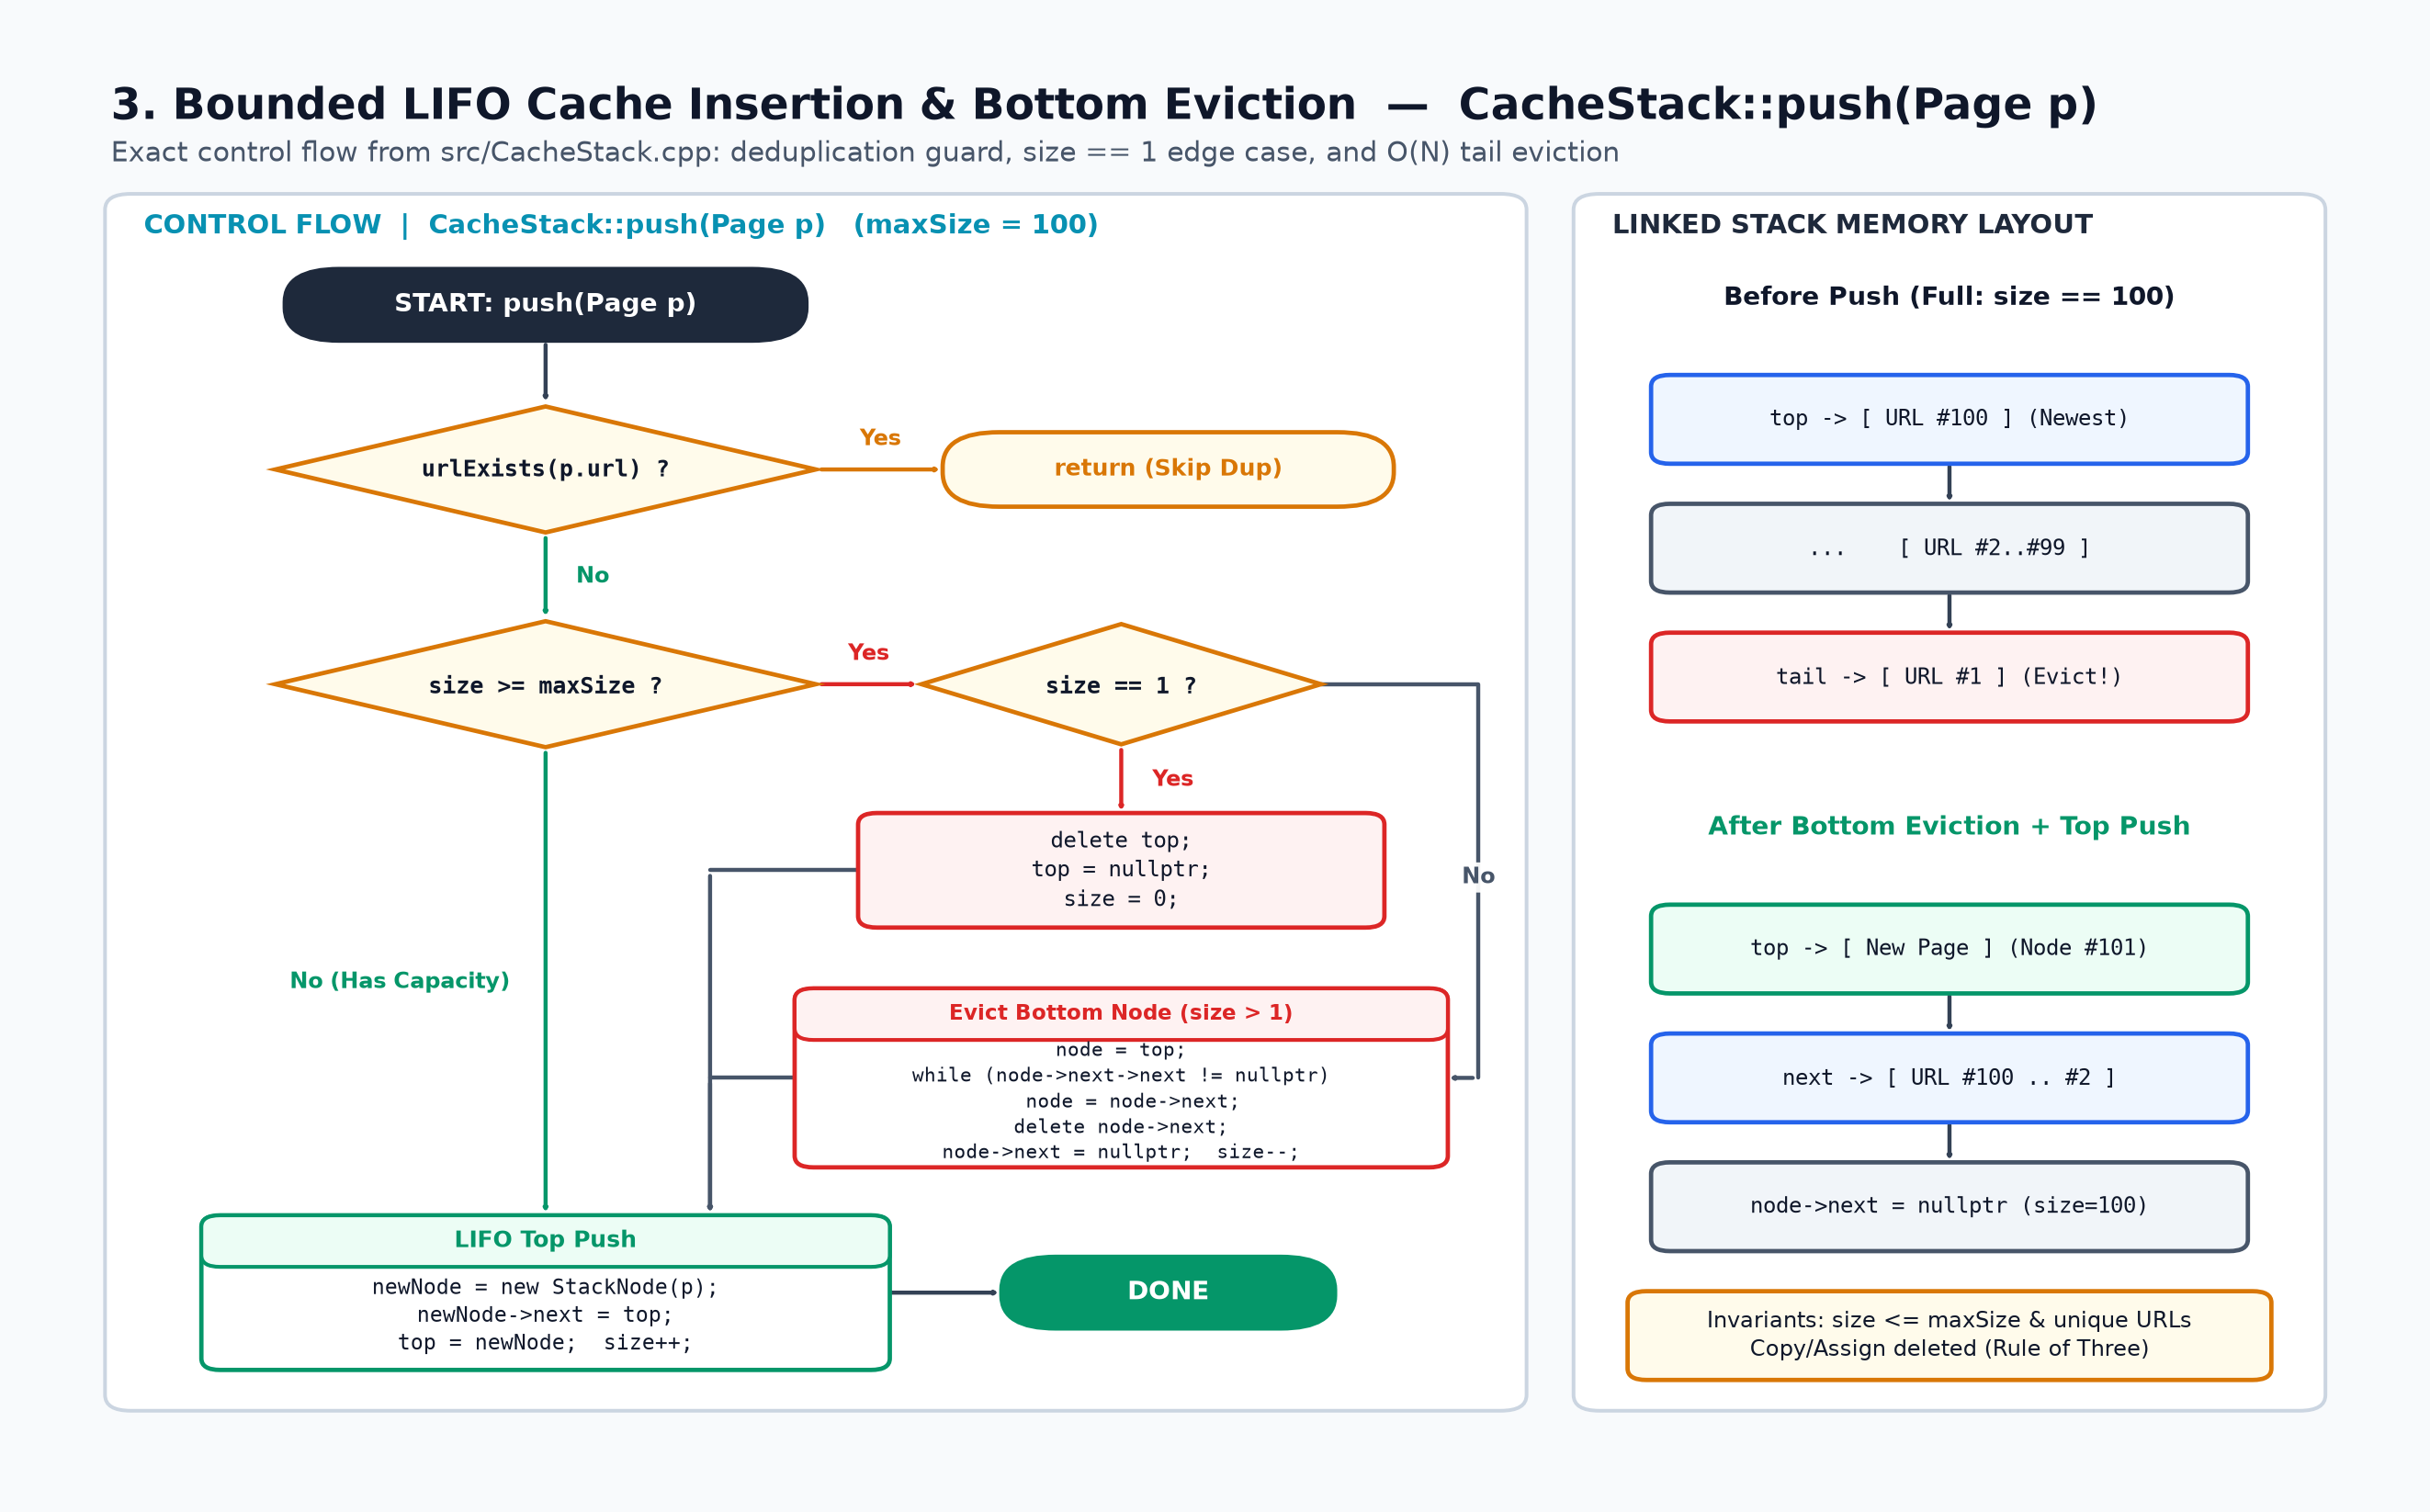 3. Bounded LIFO Cache Insertion & Bottom Eviction — CacheStack::push(Page p)
Exact control flow from src/CacheStack.cpp: deduplication guard, size == 1 edge case, and O(N) tail eviction
CONTROL FLOW | CacheStack::push(Page p) (maxSize = 100)
START: push(Page p)
urlExists(p.url) ?
Yes
return (Skip Dup)
No
size >= maxSize ?
Yes
size == 1 ?
Yes
delete top;
top = nullptr;
size = 0;
No
No (Has Capacity)
Evict Bottom Node (size > 1)
node = top;
while (node->next->next != nullptr)
node = node->next;
delete node->next;
node->next = nullptr; size--;
LIFO Top Push
newNode = new StackNode(p);
newNode->next = top;
top = newNode; size++;
DONE
LINKED STACK MEMORY LAYOUT
Before Push (Full: size == 100)
top -> [ URL #100 ] (Newest)
... [ URL #2..#99 ]
tail -> [ URL #1 ] (Evict!)
After Bottom Eviction + Top Push
top -> [ New Page ] (Node #101)
next -> [ URL #100 .. #2 ]
node->next = nullptr (size=100)
Invariants: size <= maxSize & unique URLs
Copy/Assign deleted (Rule of Three)